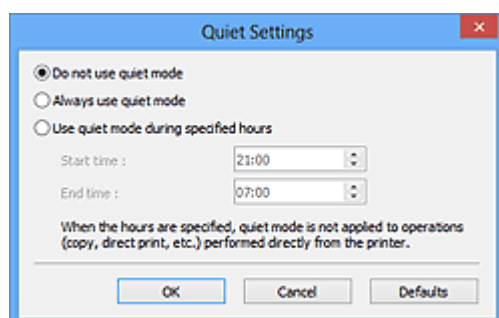 Quiet Settings
Do not use quiet mode
Always use quiet mode
Use quiet mode during specified hours
Start time :
21:00
End time :
07:00
When the hours are specified, quiet mode is not applied to operations
(copy, direct print, etc.) performed directly from the printer.
OK
Cancel
Defaults